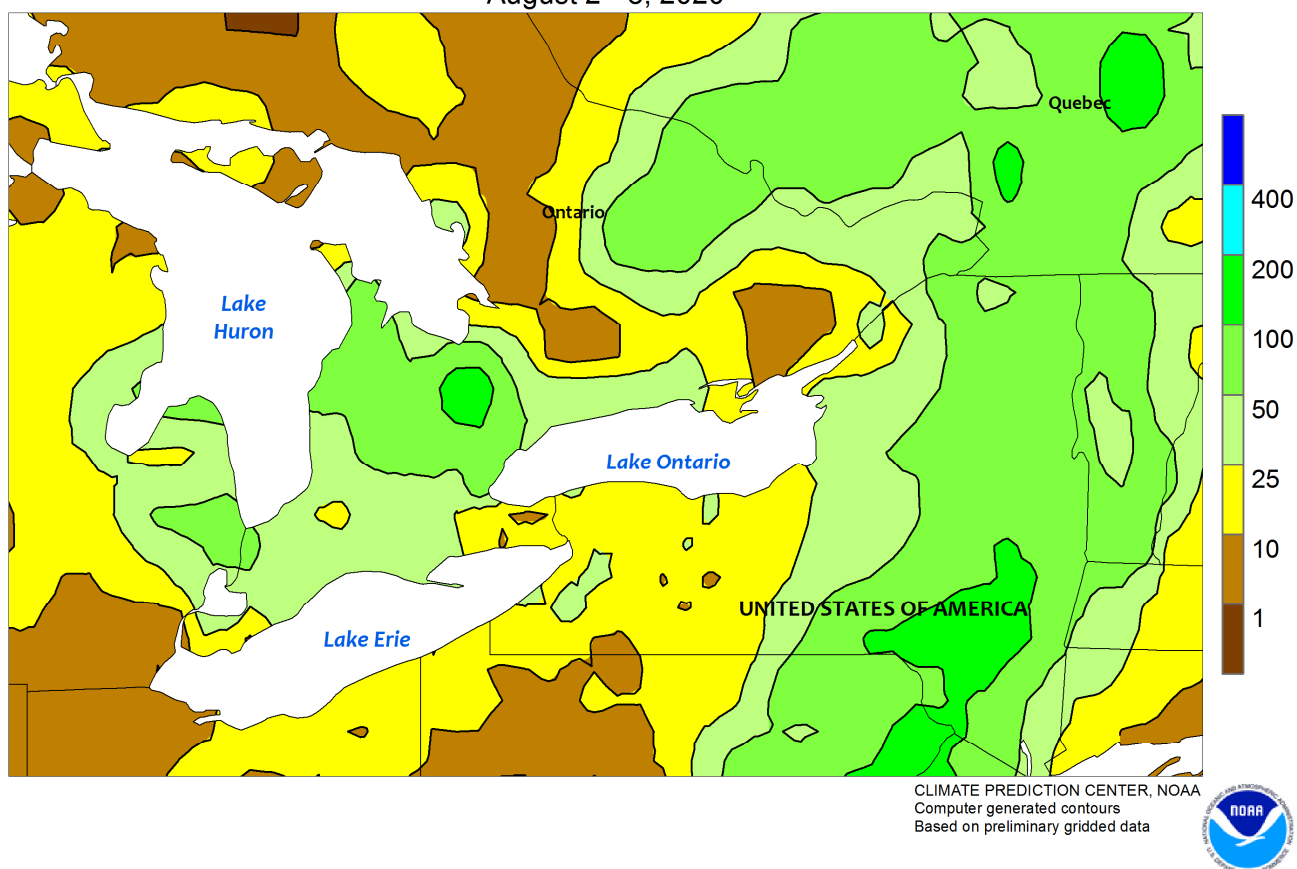 Quebec
Ontario
Lake
Huron
Lake Ontario
UNITED STATES OF AMERICA
Lake Erie
400
200
100
50
25
10
1
CLIMATE PREDICTION CENTER, NOAA
Computer generated contours
Based on preliminary gridded data
NOAA